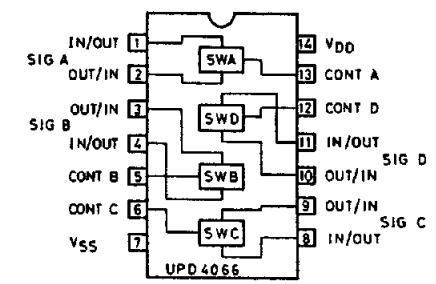 IN/OUT 1 14 VDD
SIG A SWA
OUT/IN 2 13 CONT A
OUT/IN 3 12 CONT D
SIG B SWD
IN/OUT 4 11 IN/OUT
SIG D
CONT B 5 SWB 10 OUT/IN
CONT C 6 9 OUT/IN
SWC SIG C
VSS 7 8 IN/OUT
UPD4066